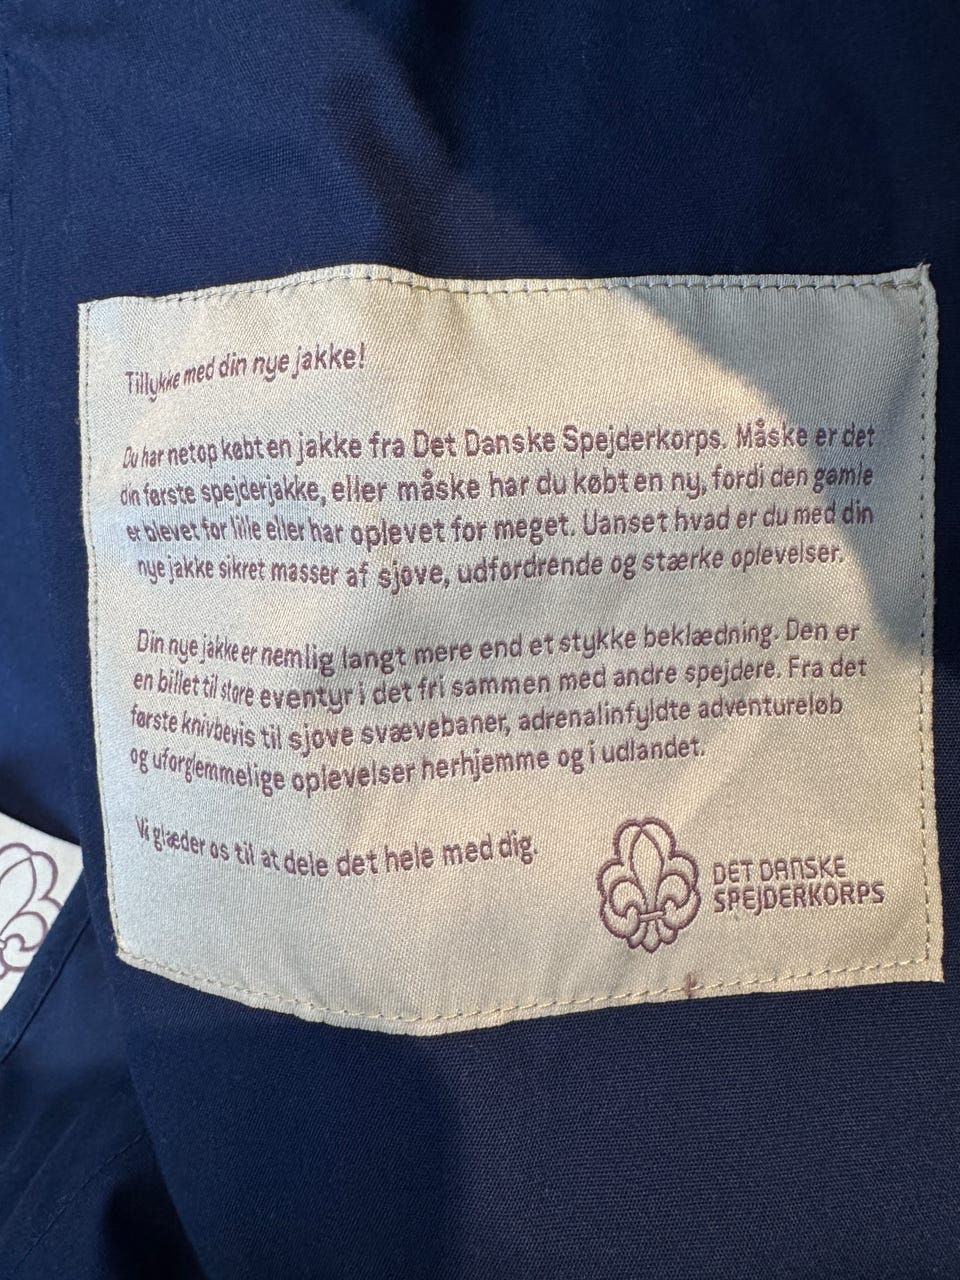 Tillykke med din nye jakke!
Du har netop købt en jakke fra Det Danske Spejderkorps. Måske er det
din første spejderjakke, eller måske har du købt en ny, fordi den gamle
er blevet for lille eller har oplevet for meget. Uanset hvad er du med din
nye jakke sikret masser af sjove, udfordrende og stærke oplevelser.
Din nye jakke er nemlig langt mere end et stykke beklædning. Den er
en billet til store eventyr i det fri sammen med andre spejdere. Fra det
første knivbevis til sjove svævebaner, adrenalinfyldte adventureløb
og uforglemmelige oplevelser herhjemme og i udlandet.
Vi glæder os til at dele det hele med dig.
DET DANSKE
SPEJDERKORPS